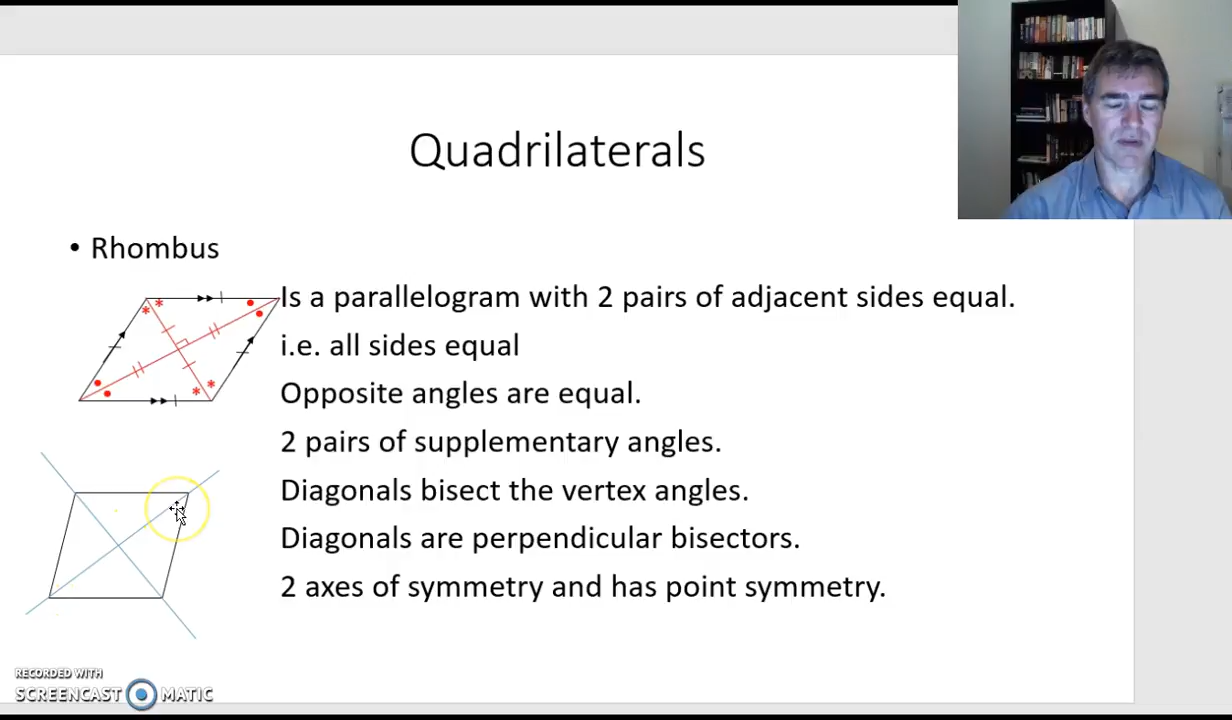 Quadrilaterals
• Rhombus
Is a parallelogram with 2 pairs of adjacent sides equal.
i.e. all sides equal
Opposite angles are equal.
2 pairs of supplementary angles.
Diagonals bisect the vertex angles.
Diagonals are perpendicular bisectors.
2 axes of symmetry and has point symmetry.
RECORDED WITH
SCREENCAST MATIC